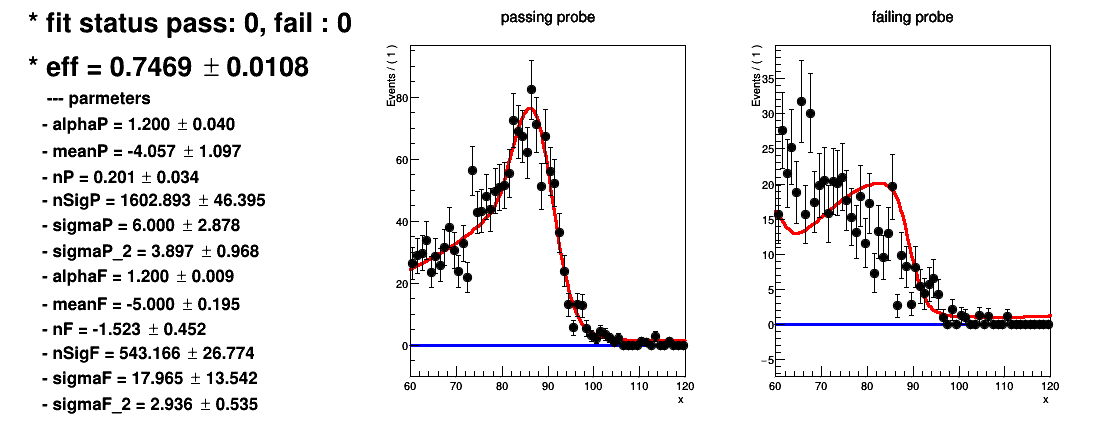 * fit status pass: 0, fail : 0
* eff = 0.7469 ± 0.0108
--- parmeters
- alphaP = 1.200 ± 0.040
- meanP = -4.057 ± 1.097
- nP = 0.201 ± 0.034
- nSigP = 1602.893 ± 46.395
- sigmaP = 6.000 ± 2.878
- sigmaP_2 = 3.897 ± 0.968
- alphaF = 1.200 ± 0.009
- meanF = -5.000 ± 0.195
- nF = -1.523 ± 0.452
- nSigF = 543.166 ± 26.774
- sigmaF = 17.965 ± 13.542
- sigmaF_2 = 2.936 ± 0.535
passing probe
Events / ( 1 )
80
60
40
20
0
60 70 80 90 100 110 120
x
failing probe
Events / ( 1 )
35
30
25
20
15
10
5
0
−5
60 70 80 90 100 110 120
x